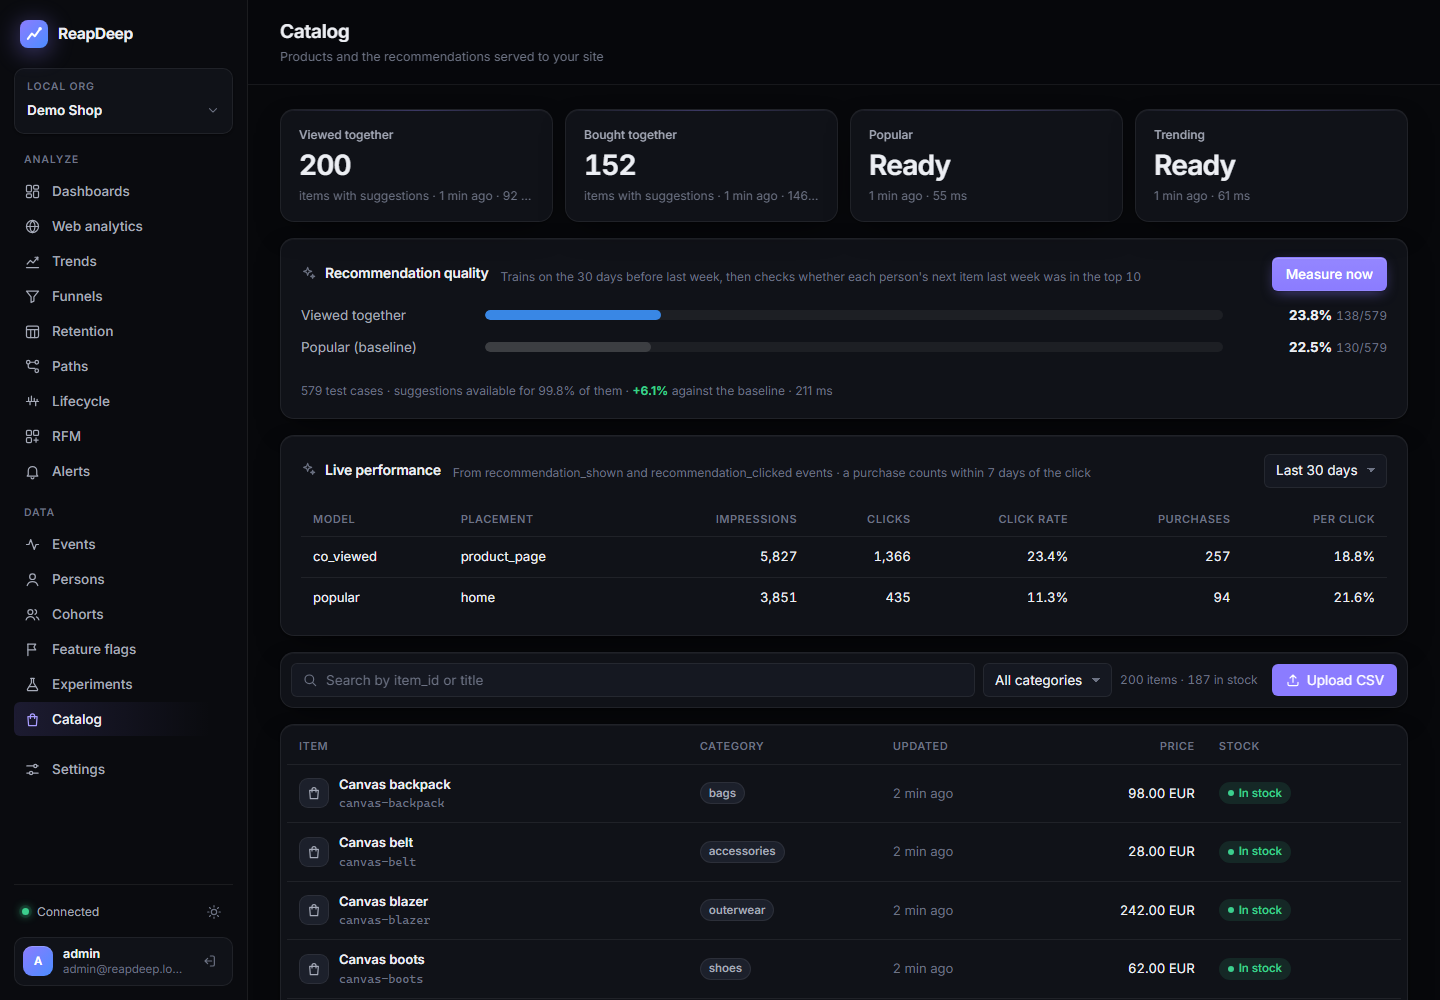 ReapDeep
LOCAL ORG
Demo Shop
ANALYZE
Dashboards
Web analytics
Trends
Funnels
Retention
Paths
Lifecycle
RFM
Alerts
DATA
Events
Persons
Cohorts
Feature flags
Experiments
Catalog
Settings
Connected
A
admin
admin@reapdeep.lo...
Catalog
Products and the recommendations served to your site
Viewed together
200
items with suggestions · 1 min ago · 92 ...
Bought together
152
items with suggestions · 1 min ago · 146...
Popular
Ready
1 min ago · 55 ms
Trending
Ready
1 min ago · 61 ms
Recommendation quality Trains on the 30 days before last week, then checks whether each person's next item last week was in the top 10 Measure now
Viewed together 23.8% 138/579
Popular (baseline) 22.5% 130/579
579 test cases · suggestions available for 99.8% of them · +6.1% against the baseline · 211 ms
Live performance From recommendation_shown and recommendation_clicked events · a purchase counts within 7 days of the click Last 30 days
MODEL PLACEMENT IMPRESSIONS CLICKS CLICK RATE PURCHASES PER CLICK
co_viewed product_page 5,827 1,366 23.4% 257 18.8%
popular home 3,851 435 11.3% 94 21.6%
Search by item_id or title All categories 200 items · 187 in stock Upload CSV
ITEM CATEGORY UPDATED PRICE STOCK
Canvas backpack
canvas-backpack bags 2 min ago 98.00 EUR In stock
Canvas belt
canvas-belt accessories 2 min ago 28.00 EUR In stock
Canvas blazer
canvas-blazer outerwear 2 min ago 242.00 EUR In stock
Canvas boots
canvas-boots shoes 2 min ago 62.00 EUR In stock